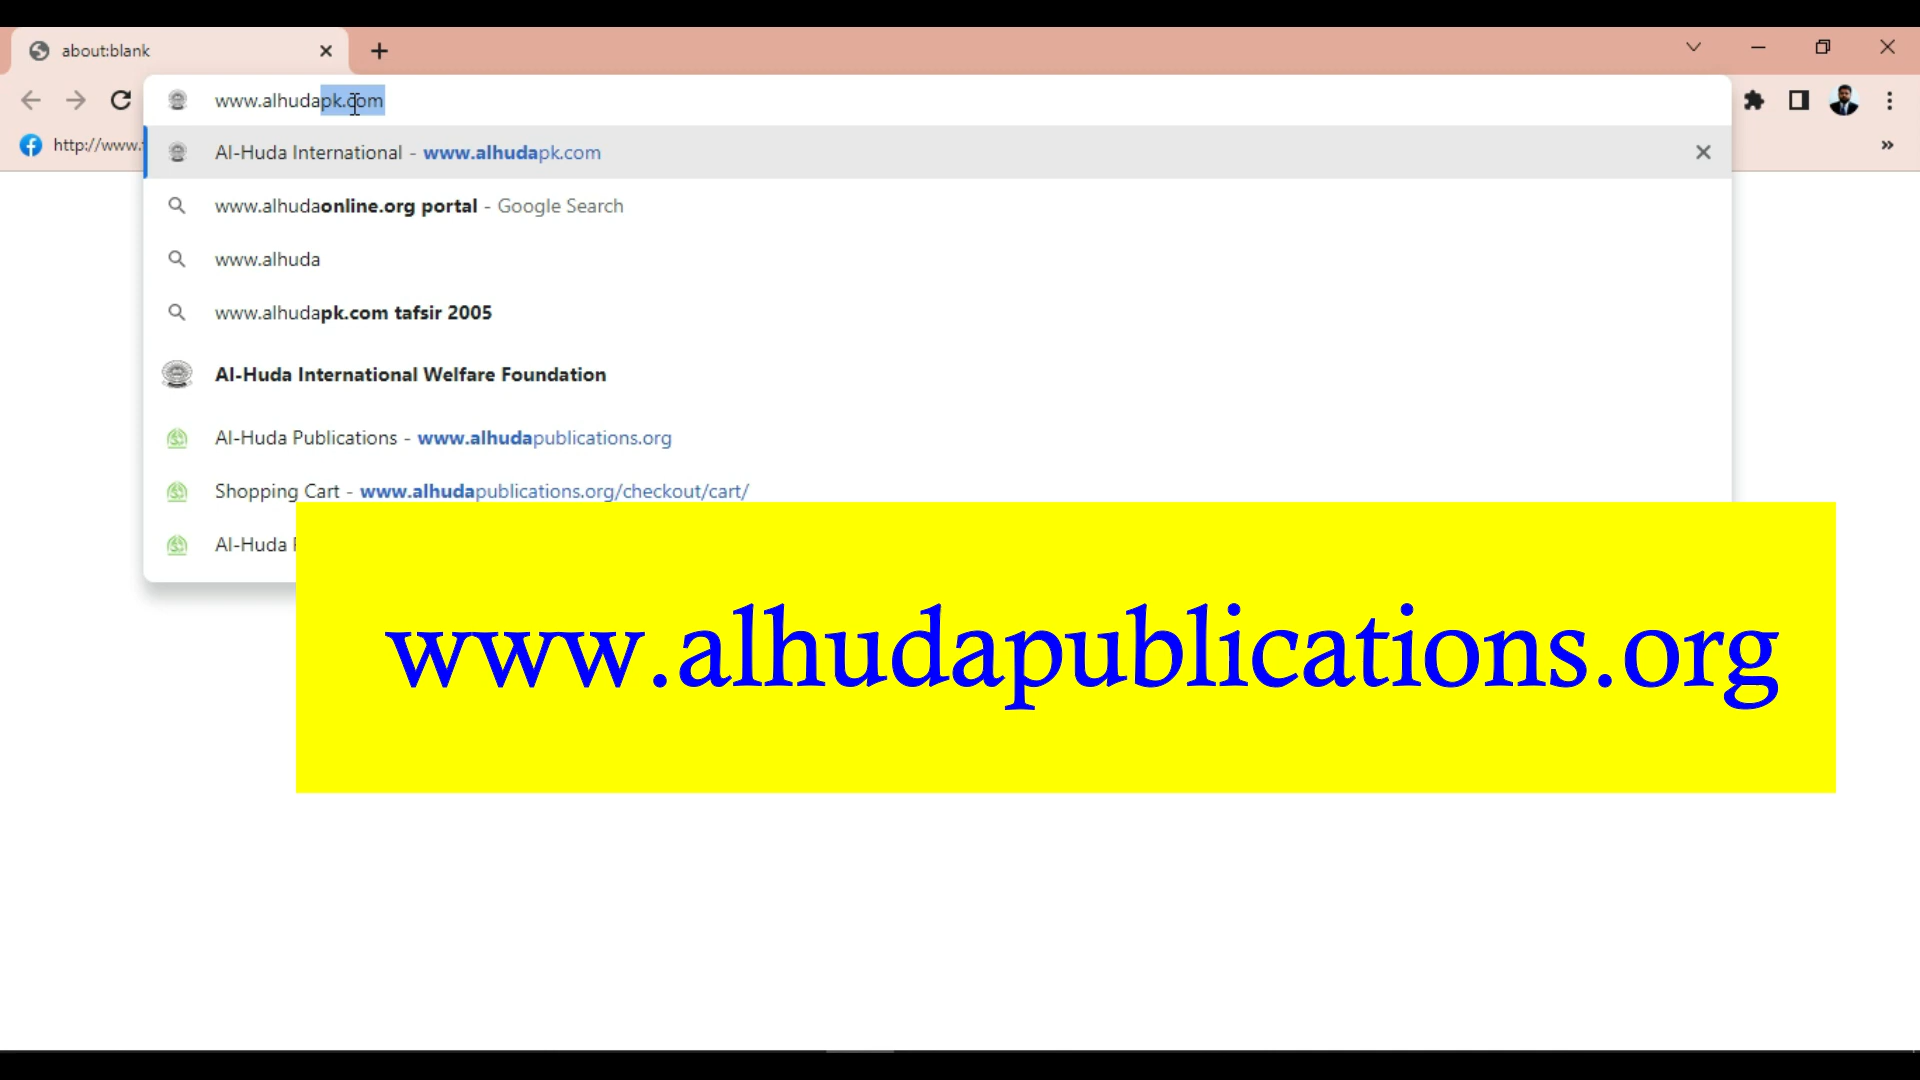 about:blank
www.alhudapk.com
http://www.
Al-Huda International - www.alhudapk.com
www.alhudaonline.org portal - Google Search
www.alhuda
www.alhudapk.com tafsir 2005
Al-Huda International Welfare Foundation
Al-Huda Publications - www.alhudapublications.org
Shopping Cart - www.alhudapublications.org/checkout/cart/
Al-Huda
www.alhudapublications.org